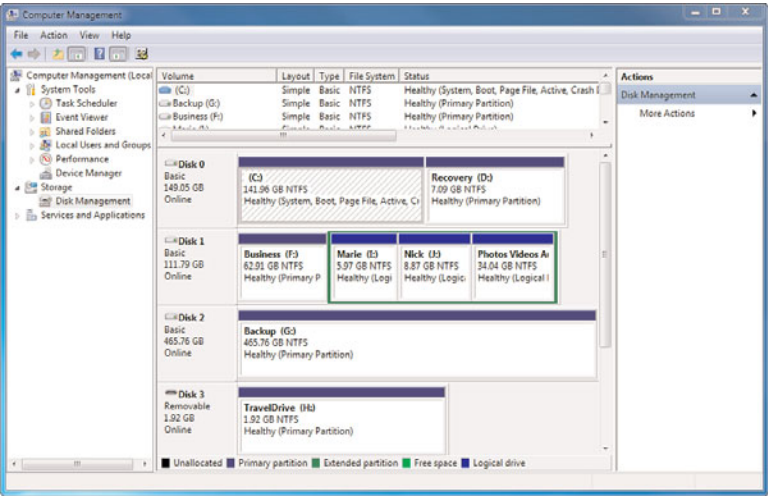 Computer Management
File Action View Help
Computer Management (Local
System Tools
Task Scheduler
Event Viewer
Shared Folders
Local Users and Groups
Performance
Device Manager
Storage
Disk Management
Services and Applications
Volume Layout Type File System Status
(C:) Simple Basic NTFS Healthy (System, Boot, Page File, Active, Crash
Backup (G:) Simple Basic NTFS Healthy (Primary Partition)
Business (F:) Simple Basic NTFS Healthy (Primary Partition)
Disk 0
Basic
149.05 GB
Online
(C:)
141.96 GB NTFS
Healthy (System, Boot, Page File, Active,
Recovery (D:)
7.09 GB NTFS
Healthy (Primary Partition)
Disk 1
Basic
111.79 GB
Online
Business (F:)
62.91 GB NTFS
Healthy (Primary P
Marie (I:)
5.97 GB NTFS
Healthy (Logi
Nick (J:)
8.87 GB NTFS
Healthy (Logic
Photos Videos
34.04 GB NTFS
Healthy (Logical
Disk 2
Basic
465.76 GB
Online
Backup (G:)
465.76 GB NTFS
Healthy (Primary Partition)
Disk 3
Removable
1.92 GB
Online
TravelDrive (H:)
1.92 GB NTFS
Healthy (Primary Partition)
Unallocated Primary partition Extended partition Free space Logical drive
Actions
Disk Management
More Actions